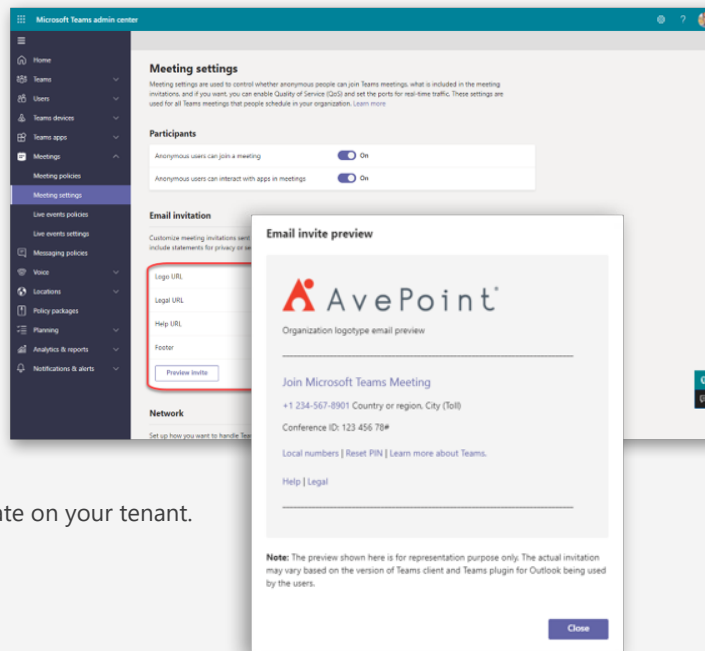 Microsoft Teams admin center
?
Home
Teams
Users
Teams devices
Teams apps
Meetings
Meeting policies
Meeting settings
Live events policies
Live events settings
Messaging policies
Voice
Locations
Policy packages
Planning
Analytics & reports
Notifications & alerts
Meeting settings
Meeting settings are used to control whether anonymous people can join Teams meetings, what is included in the meeting
invitations, and if you want, you can enable Quality of Service (QoS) and set the ports for real-time traffic. These settings are
used for all Teams meetings that people schedule in your organization. Learn more
Participants
Anonymous users can join a meeting On
Anonymous users can interact with apps in meetings On
Email invitation
Customize meeting invitations sent
include statements for privacy or se
Logo URL
Legal URL
Help URL
Footer
Preview invite
Network
Set up how you want to handle Tea
Email invite preview
AvePoint
Organization logotype email preview
Join Microsoft Teams Meeting
+1 234-567-8901 Country or region, City (Toll)
Conference ID: 123 456 78#
Local numbers | Reset PIN | Learn more about Teams.
Help | Legal
Note: The preview shown here is for representation purpose only. The actual invitation
may vary based on the version of Teams client and Teams plugin for Outlook being used
by the users.
Close
on your tenant.